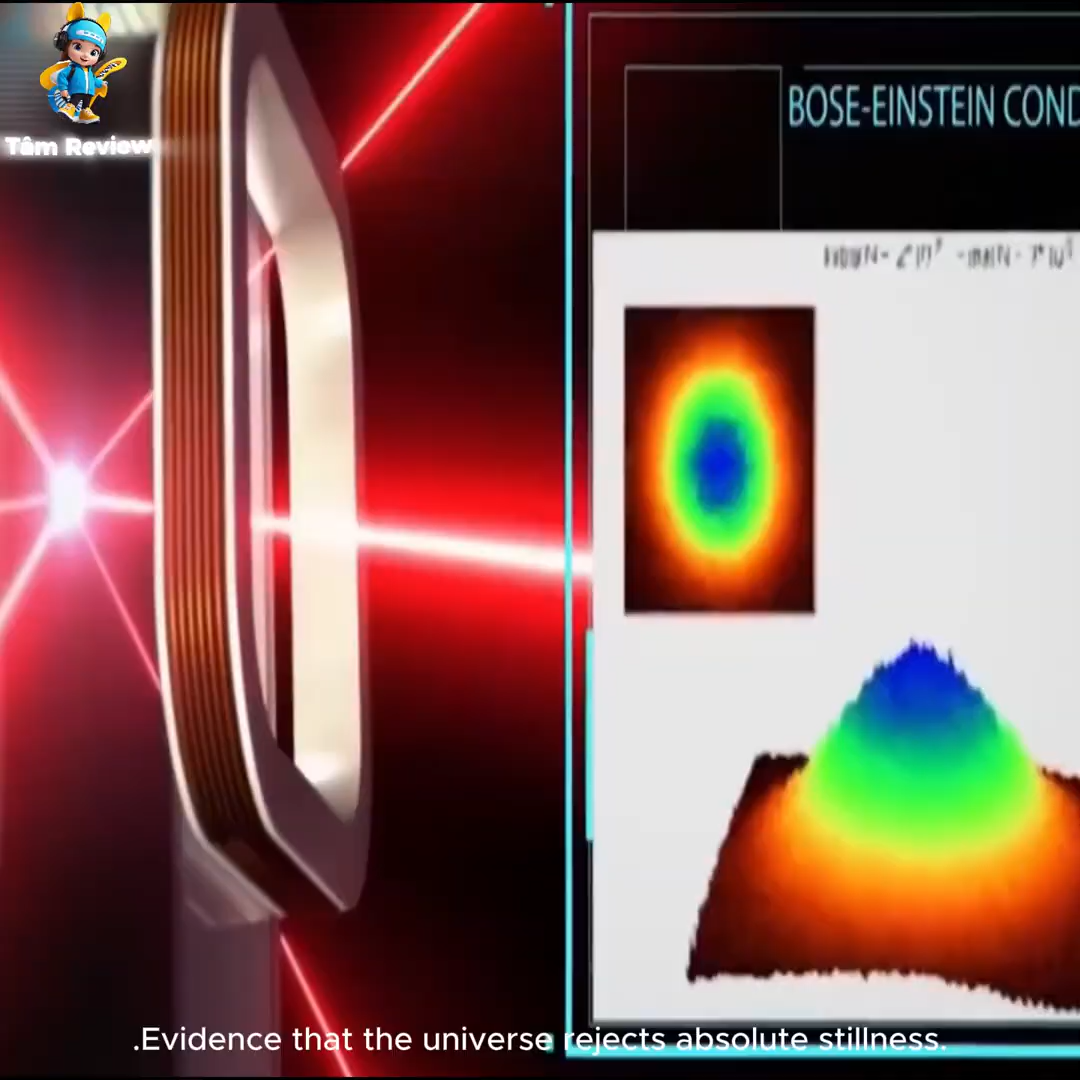 Tâm Review
BOSE-EINSTEIN COND
.Evidence that the universe rejects absolute stillness.